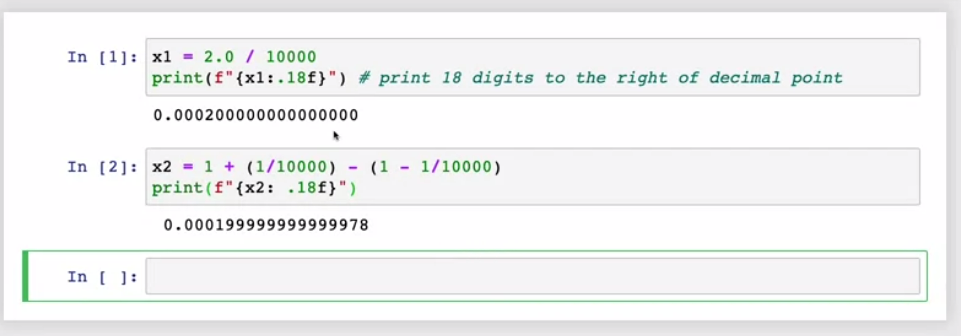 In [1]: x1 = 2.0 / 10000
print(f"{x1:.18f}") # print 18 digits to the right of decimal point
0.000200000000000000
In [2]: x2 = 1 + (1/10000) - (1 - 1/10000)
print(f"{x2: .18f}")
0.000199999999999978
In [ ]: